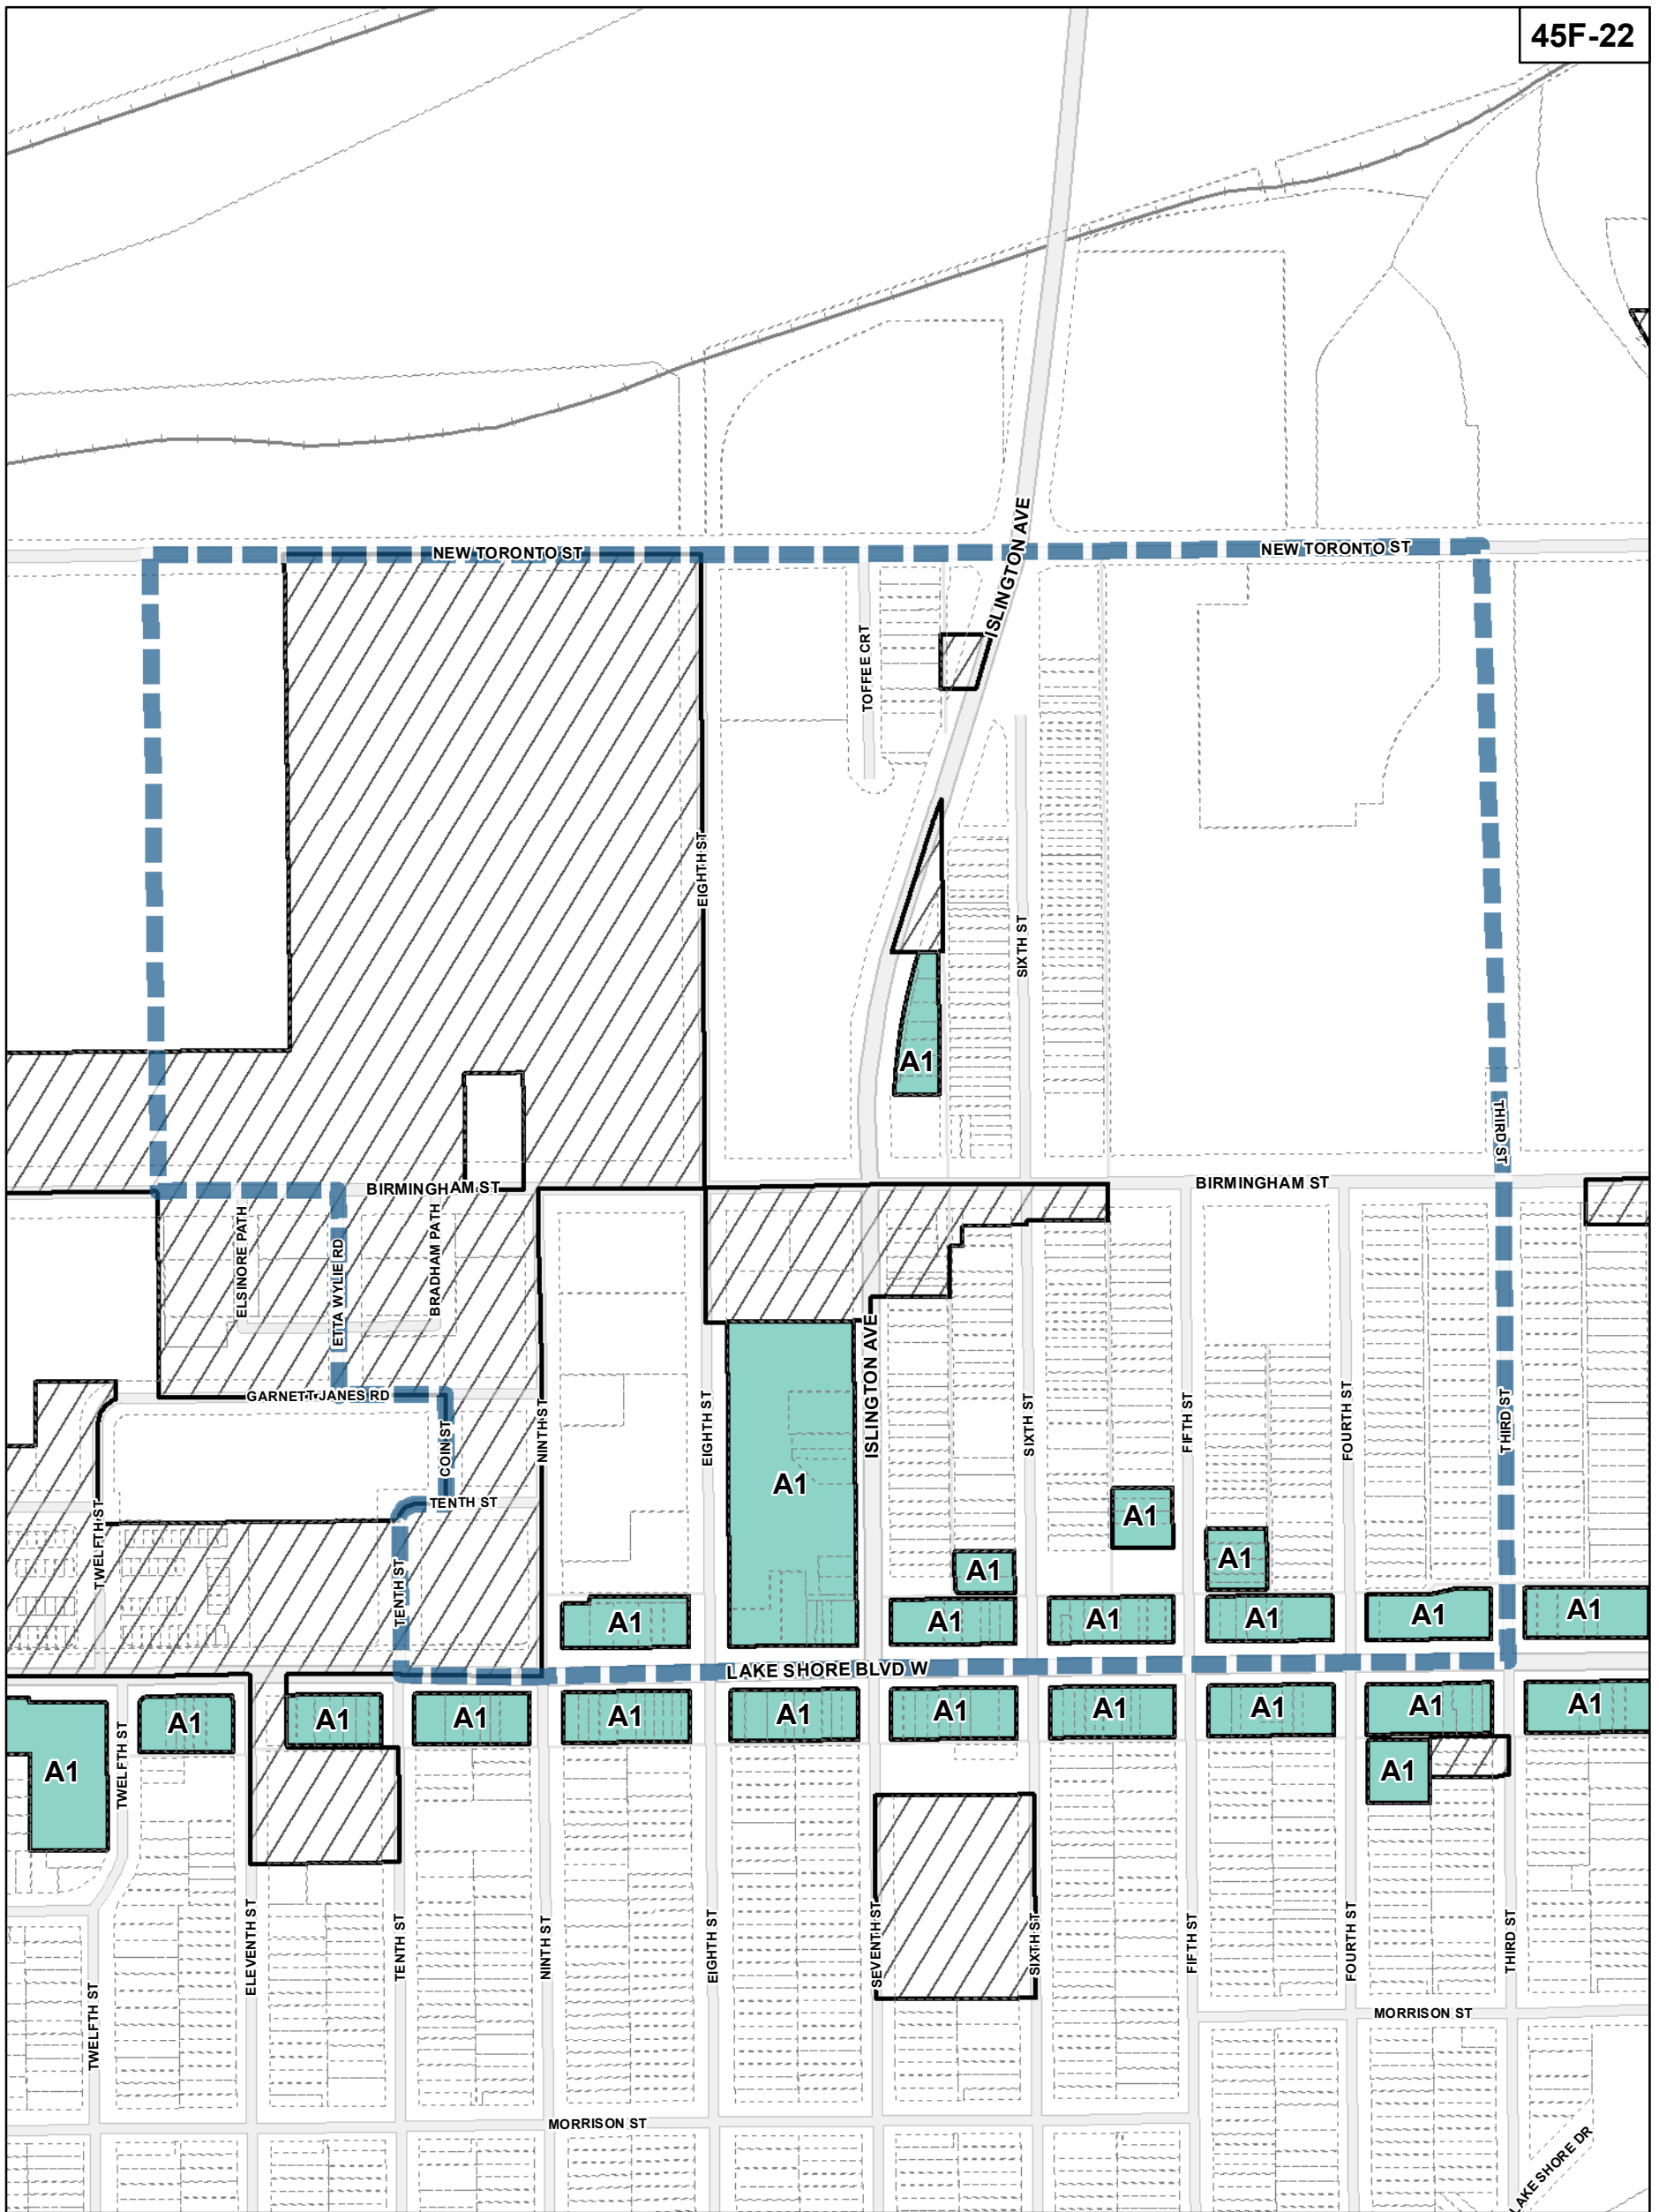 45F-22
NEW TORONTO ST
NEW TORONTO ST
ISLINGTON AVE
TOFFEE CRT
EIGHTH ST
SIXTH ST
A1
THIRD ST
BIRMINGHAM ST
BIRMINGHAM ST
ELSINORE PATH
ETTA WYLIE RD
BRADHAM PATH
GARNETT JANES RD
ISLINGTON AVE
COIN ST
NINTH ST
EIGHTH ST
SIXTH ST
FIFTH ST
FOURTH ST
THIRD ST
A1
TENTH ST
A1
TWELFTH ST
A1
A1
TENTH ST
A1
A1
A1
A1
A1
A1
LAKE SHORE BLVD W
A1
A1
A1
A1
A1
A1
A1
A1
A1
A1
A1
TWELFTH ST
A1
ELEVENTH ST
TENTH ST
NINTH ST
EIGHTH ST
SEVENTH ST
SIXTH ST
FIFTH ST
FOURTH ST
THIRD ST
TWELFTH ST
MORRISON ST
MORRISON ST
LAKE SHORE DR